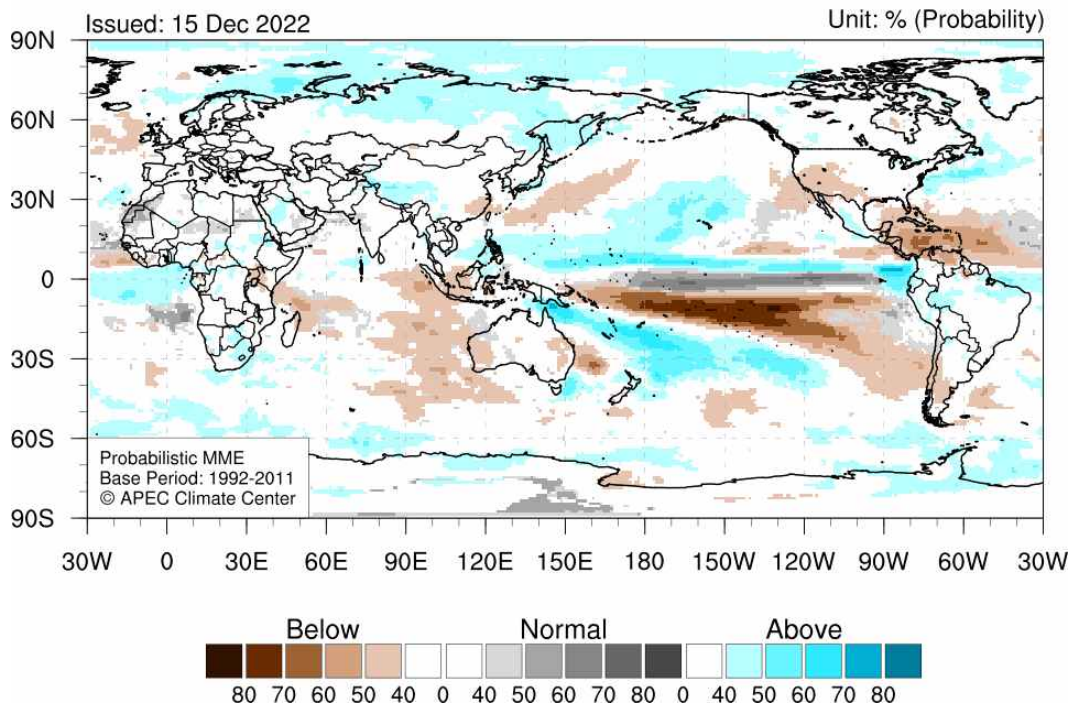 Issued: 15 Dec 2022
Unit: % (Probability)
90N
60N
30N
0
30S
60S
90S
Probabilistic MME
Base Period: 1992-2011
© APEC Climate Center
30W 0 30E 60E 90E 120E 150E 180 150W 120W 90W 60W 30W
Below Normal Above
80 70 60 50 40 0 40 50 60 70 80 0 40 50 60 70 80